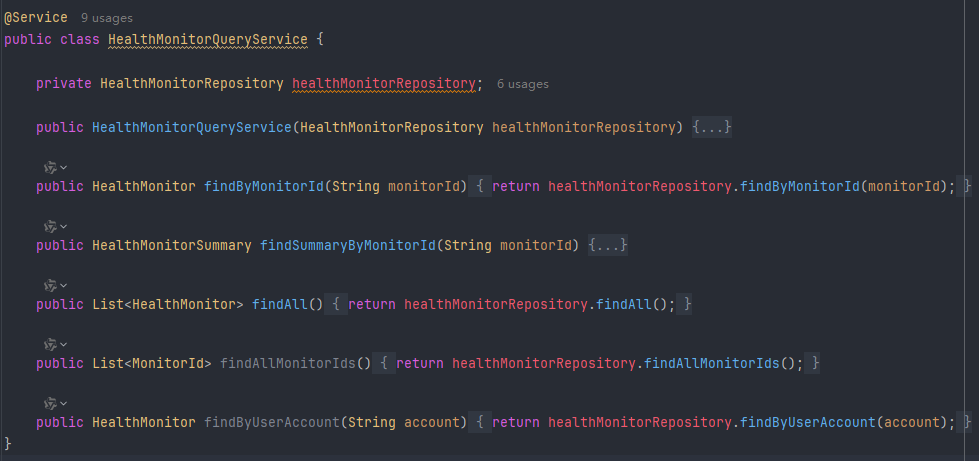 @Service 9 usages
public class HealthMonitorQueryService {
private HealthMonitorRepository healthMonitorRepository; 6 usages
public HealthMonitorQueryService(HealthMonitorRepository healthMonitorRepository) {...}
public HealthMonitor findByMonitorId(String monitorId) { return healthMonitorRepository.findByMonitorId(monitorId); }
public HealthMonitorSummary findSummaryByMonitorId(String monitorId) {...}
public List<HealthMonitor> findAll() { return healthMonitorRepository.findAll(); }
public List<MonitorId> findAllMonitorIds() { return healthMonitorRepository.findAllMonitorIds(); }
public HealthMonitor findByUserAccount(String account) { return healthMonitorRepository.findByUserAccount(account); }
}